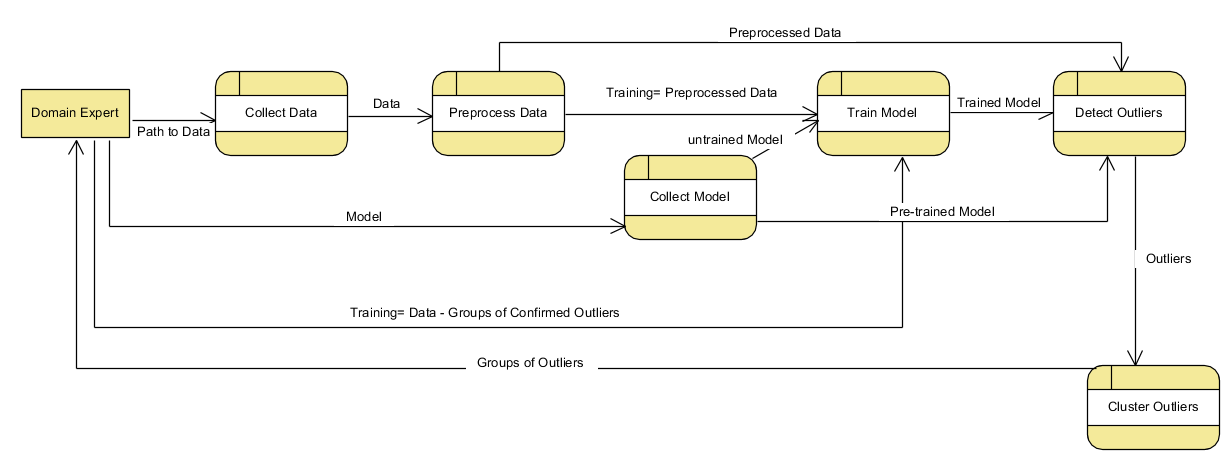 Preprocessed Data
Domain Expert
Path to Data
Collect Data
Data
Preprocess Data
Training= Preprocessed Data
Train Model
Trained Model
Detect Outliers
untrained Model
Collect Model
Model
Pre-trained Model
Outliers
Training= Data - Groups of Confirmed Outliers
Groups of Outliers
Cluster Outliers